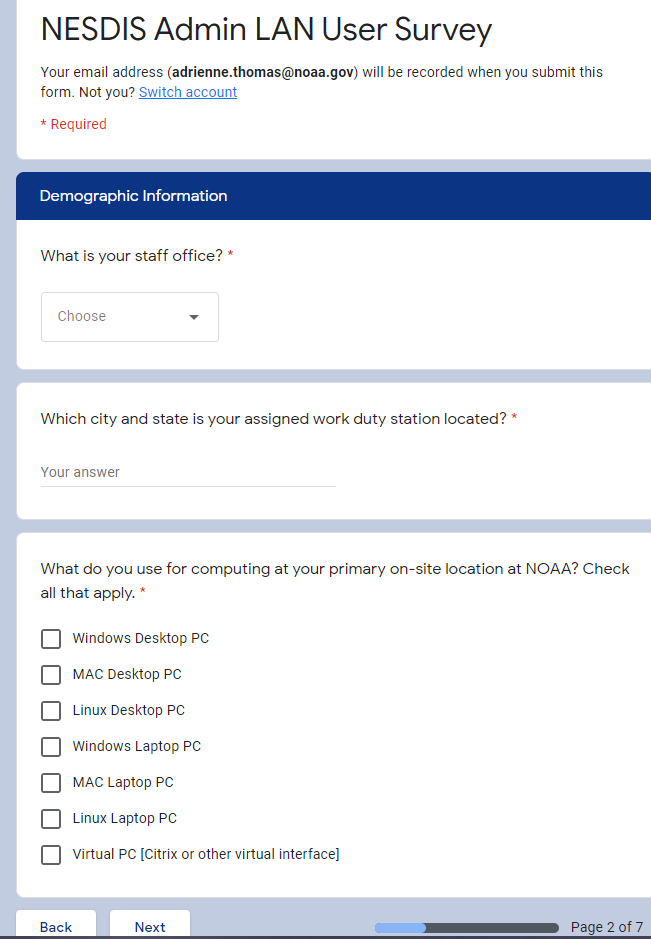 NESDIS Admin LAN User Survey
Your email address (adrienne.thomas@noaa.gov) will be recorded when you submit this
form. Not you? Switch account
* Required
Demographic Information
What is your staff office? *
Choose
Which city and state is your assigned work duty station located? *
Your answer
What do you use for computing at your primary on-site location at NOAA? Check
all that apply. *
Windows Desktop PC
MAC Desktop PC
Linux Desktop PC
Windows Laptop PC
MAC Laptop PC
Linux Laptop PC
Virtual PC [Citrix or other virtual interface]
Back Next Page 2 of 7